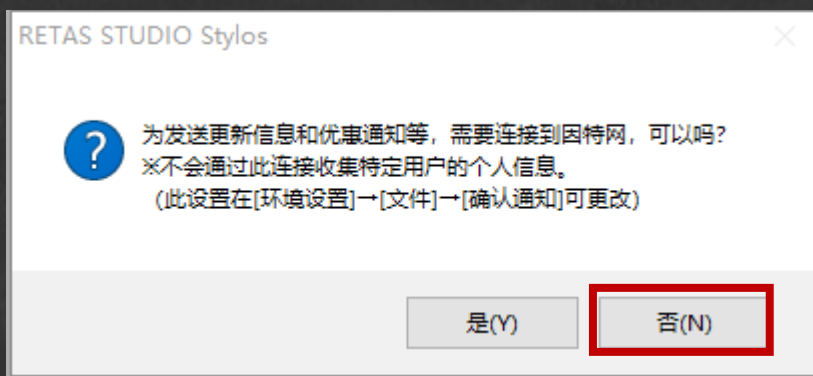 RETAS STUDIO Stylos
为发送更新信息和优惠通知等，需要连接到因特网，可以吗?
※不会通过此连接收集特定用户的个人信息。
(此设置在[环境设置]→[文件]→[确认通知]可更改)
是(Y)
否(N)